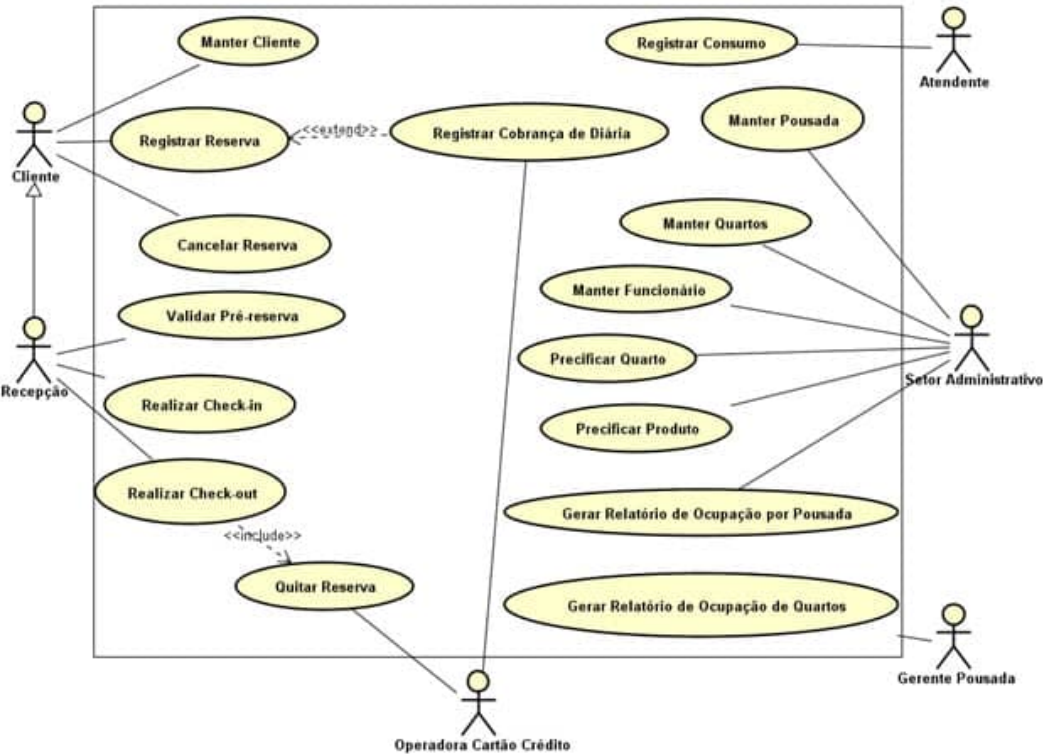 Manter Cliente
Registrar Consumo
Atendente
Manter Pousada
<<extend>>
Registrar Cobrança de Diária
Registrar Reserva
Cliente
Manter Quartos
Cancelar Reserva
Manter Funcionário
Validar Pré-reserva
Precificar Quarto
Setor Administrativo
Recepção
Realizar Check-in
Precificar Produto
Realizar Check-out
Gerar Relatório de Ocupação por Pousada
<<include>>
Quitar Reserva
Gerar Relatório de Ocupação de Quartos
Gerente Pousada
Operadora Cartão Crédito